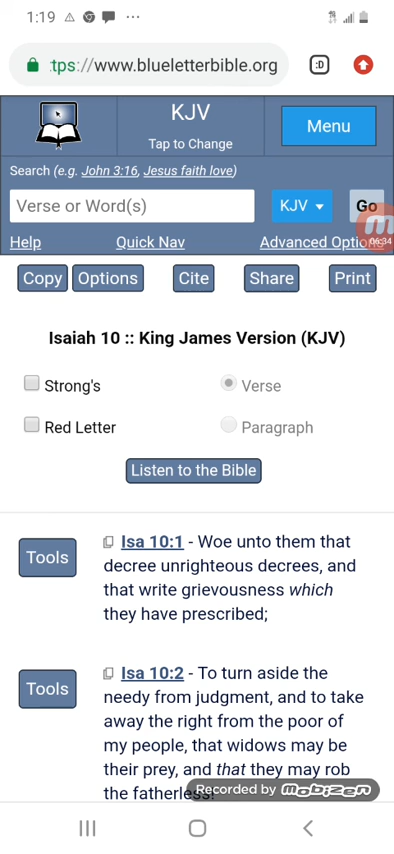 1:19
:D
tps://www.blueletterbible.org
KJV
Tap to Change
Menu
Search (e.g. John 3:16, Jesus faith love)
Verse or Word(s)
KJV
Go
00:34
Help Quick Nav Advanced Options
Copy Options Cite Share Print
Isaiah 10 :: King James Version (KJV)
Strong's Verse
Red Letter Paragraph
Listen to the Bible
Tools
Isa 10:1 - Woe unto them that
decree unrighteous decrees, and
that write grievousness which
they have prescribed;
Tools
Isa 10:2 - To turn aside the
needy from judgment, and to take
away the right from the poor of
my people, that widows may be
their prey, and that they may rob
the fatherless!
Recorded by mobizen